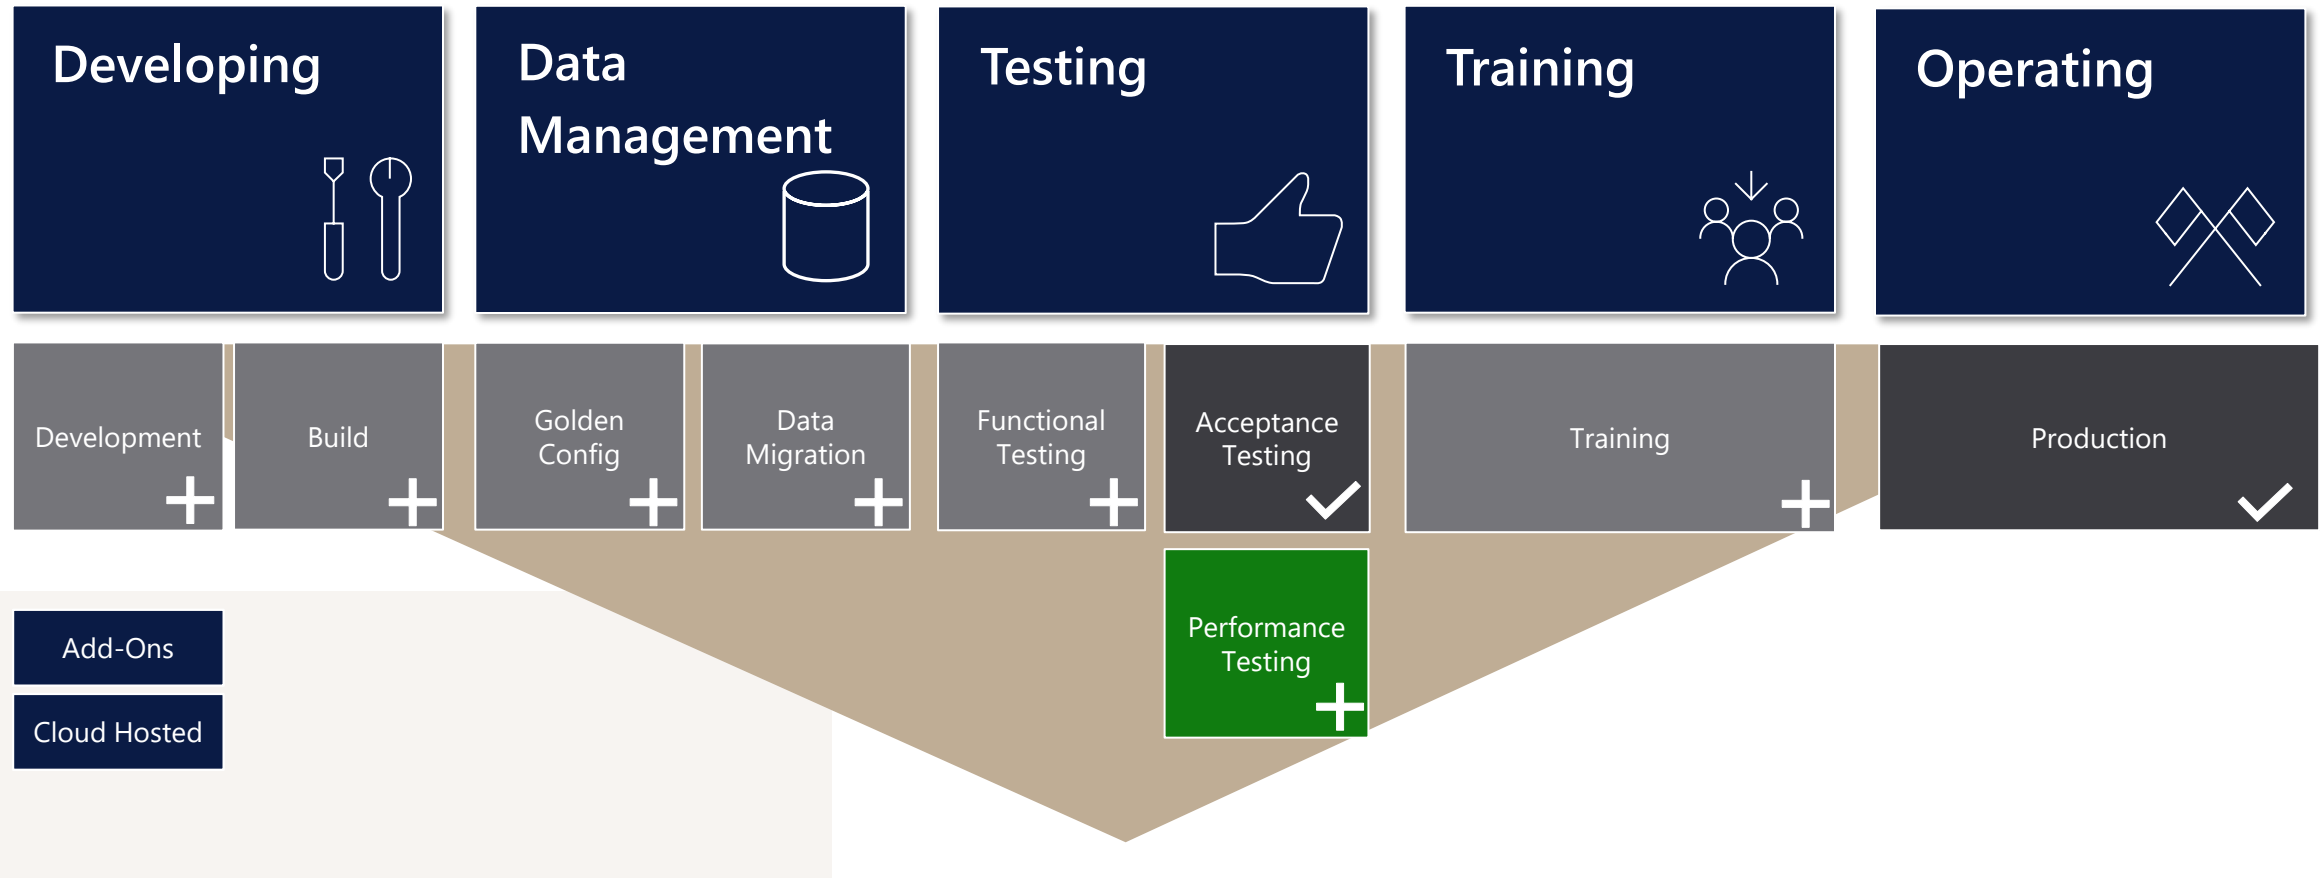 Developing
Data
Management
Testing
Training
Operating
Development
Build
Golden
Config
Data
Migration
Functional
Testing
Acceptance
Testing
Training
Production
Performance
Testing
Add-Ons
Cloud Hosted